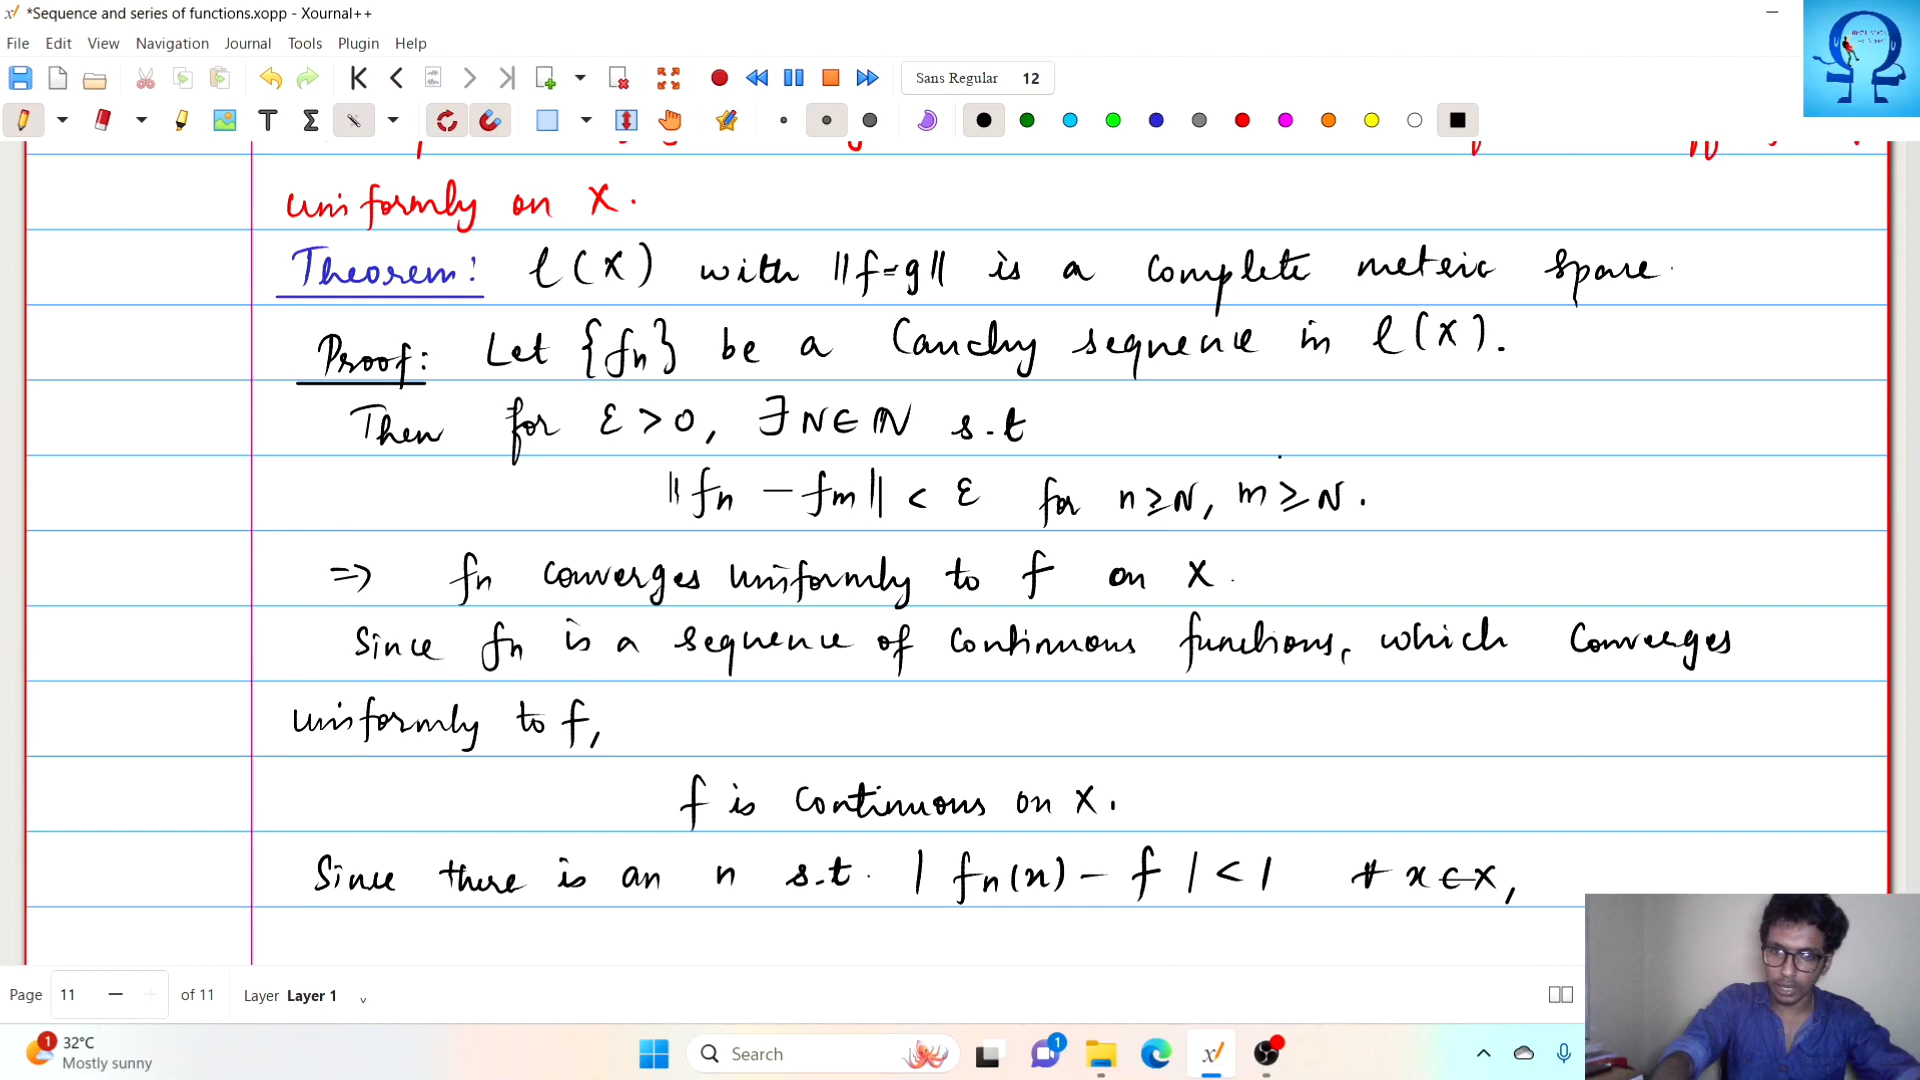 *Sequence and series of functions.xopp - Xournal++
File Edit View Navigation Journal Tools Plugin Help
Sans Regular 12
uniformly on X.
Theorem: ℓ(X) with ||f-g|| is a complete metric space.
Proof: Let {fn} be a Cauchy sequence in ℓ(X).
Then for ε>0, ∃N∈ℕ s.t
||fn - fm|| < ε for n≥N, m≥N.
=> fn converges uniformly to f on X.
Since fn is a sequence of continuous functions, which converges
uniformly to f,
f is continuous on X.
Since there is an n s.t. |fn(x) - f| < 1 ∀ x∈X,
Page 11 of 11 Layer Layer 1
1
32°C
Mostly sunny
Search
1